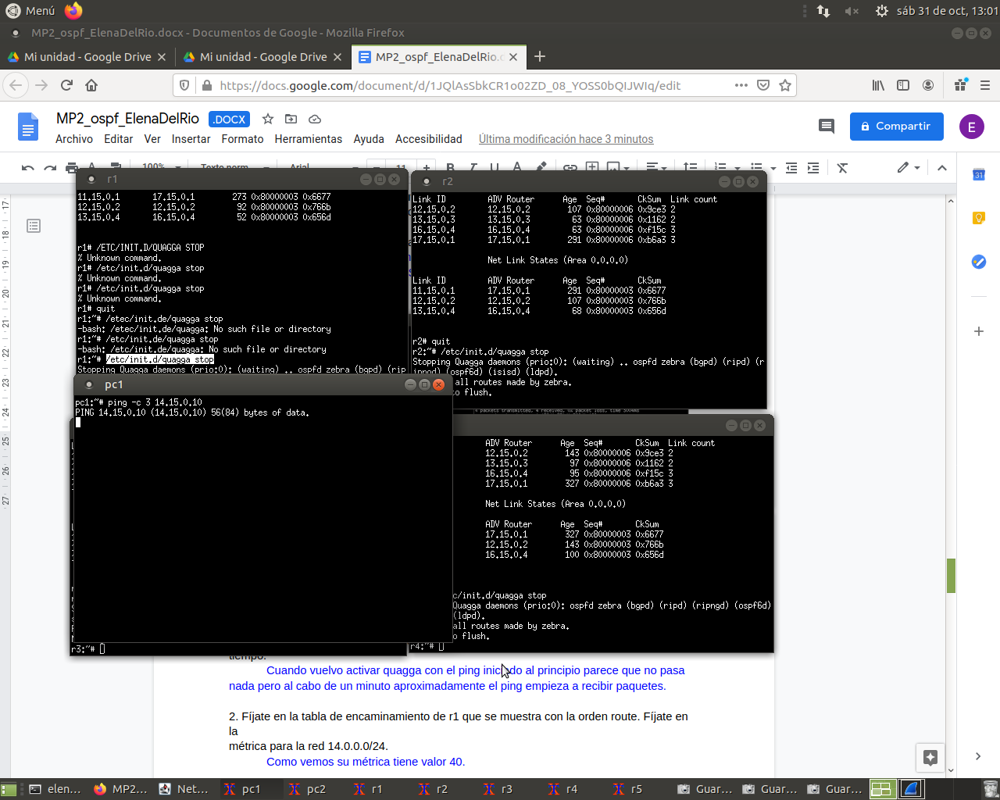 Menú
sáb 31 de oct, 13:01
MP2_ospf_ElenaDelRio.docx - Documentos de Google - Mozilla Firefox
Mi unidad - Google Drive
Mi unidad - Google Drive
MP2_ospf_ElenaDelRio.d
https://docs.google.com/document/d/1JQlAsSbkCR1o02ZD_08_YOSS0bQIJWIq/edit
MP2_ospf_ElenaDelRio
.DOCX
Compartir
E
Archivo Editar Ver Insertar Formato Herramientas Ayuda Accesibilidad Última modificación hace 3 minutos
100%
Texto norm...
Arial
11
r1
11.15.0.1 17.15.0.1 273 0x80000003 0x6677
12.15.0.2 12.15.0.2 92 0x80000003 0x766b
13.15.0.4 16.15.0.4 52 0x80000003 0x656d
r1# /ETC/INIT.D/QUAGGA STOP
% Unknown command.
r1# /etc/init.d/quagga stop
% Unknown command.
r1# /etc/init.d/quagga stop
% Unknown command.
r1# quit
r1:~# /etec/init.de/quagga stop
-bash: /etec/init.de/quagga: No such file or directory
r1:~# /etc/init.de/quagga stop
-bash: /etc/init.de/quagga: No such file or directory
r1:~# /etc/init.d/quagga stop
Stopping Quagga daemons (prio:0): (waiting) .. ospfd zebra (bgpd) (rip
r2
Link ID ADV Router Age Seq# CkSum Link count
12.15.0.2 12.15.0.2 107 0x80000006 0x9ce3 2
13.15.0.3 13.15.0.3 63 0x80000006 0x1162 2
16.15.0.4 16.15.0.4 63 0x80000006 0xf15c 3
17.15.0.1 17.15.0.1 291 0x80000006 0xb6a3 3
Net Link States (Area 0.0.0.0)
Link ID ADV Router Age Seq# CkSum
11.15.0.1 17.15.0.1 291 0x80000003 0x6677
12.15.0.2 12.15.0.2 107 0x80000003 0x766b
13.15.0.4 16.15.0.4 68 0x80000003 0x656d
r2# quit
r2:~# /etc/init.d/quagga stop
Stopping Quagga daemons (prio:0): (waiting) .. ospfd zebra (bgpd) (ripd) (r
ipngd) (ospf6d) (isisd) (ldpd).
all routes made by zebra.
to flush.
pc1
pc1:~# ping -c 3 14.15.0.10
PING 14.15.0.10 (14.15.0.10) 56(84) bytes of data.
ADV Router Age Seq# CkSum Link count
12.15.0.2 143 0x80000006 0x9ce3 2
13.15.0.3 97 0x80000006 0x1162 2
16.15.0.4 95 0x80000006 0xf15c 3
17.15.0.1 327 0x80000006 0xb6a3 3
Net Link States (Area 0.0.0.0)
ADV Router Age Seq# CkSum
17.15.0.1 327 0x80000003 0x6677
12.15.0.2 143 0x80000003 0x766b
16.15.0.4 100 0x80000003 0x656d
c/init.d/quagga stop
Quagga daemons (prio:0): ospfd zebra (bgpd) (ripd) (ripngd) (ospf6d)
(ldpd).
all routes made by zebra.
o flush.
r3:~#
r4:~#
tiempo.
Cuando vuelvo activar quagga con el ping iniciado al principio parece que no pasa
nada pero al cabo de un minuto aproximadamente el ping empieza a recibir paquetes.
2. Fíjate en la tabla de encaminamiento de r1 que se muestra con la orden route. Fíjate en
la
métrica para la red 14.0.0.0/24.
Como vemos su métrica tiene valor 40.
17
18
19
20
21
22
23
24
25
26
27
31
elen...
MP2...
Net...
pc1
pc2
r1
r2
r3
r4
r5
Guar...
Guar...
Guar...